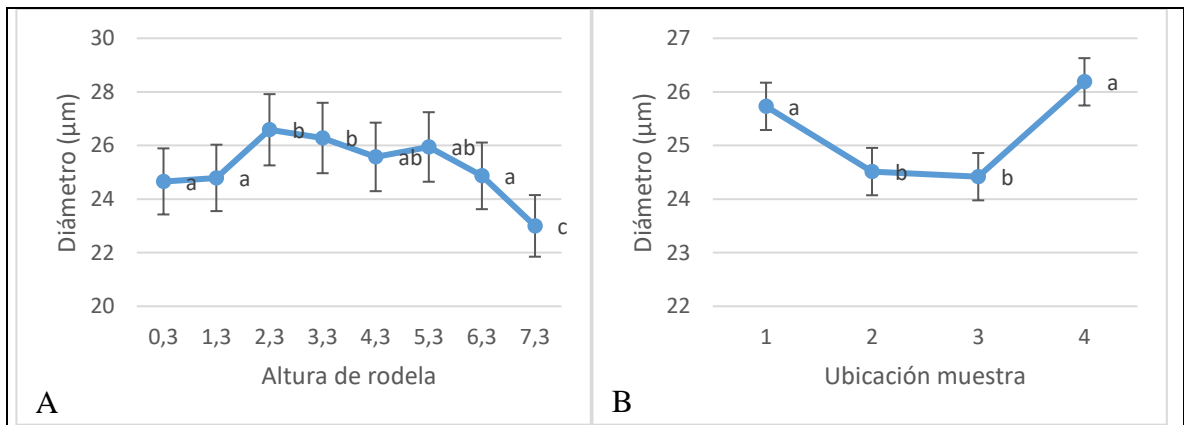 30
28
26
24
22
20
Diámetro (µm)
a
a
b
b
ab
ab
a
c
0,3 1,3 2,3 3,3 4,3 5,3 6,3 7,3
Altura de rodela
A
27
26
25
24
23
22
Diámetro (µm)
a
b
b
a
1 2 3 4
Ubicación muestra
B